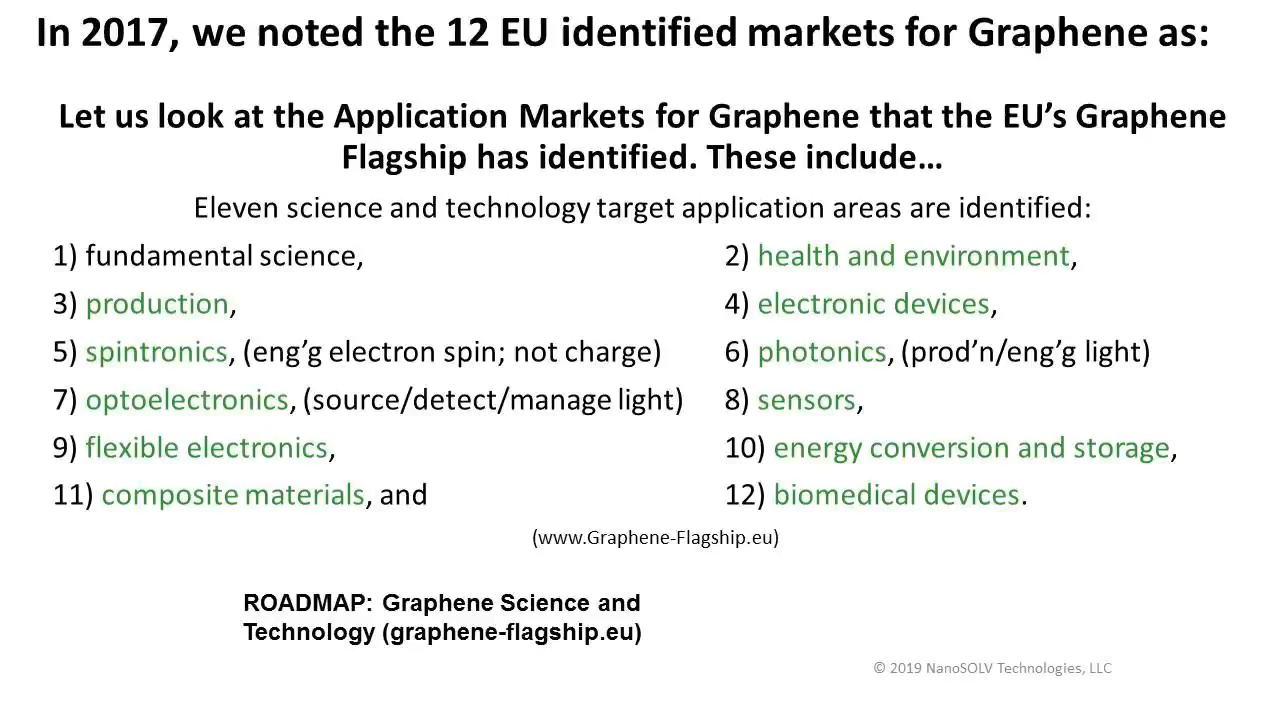 In 2017, we noted the 12 EU identified markets for Graphene as:
Let us look at the Application Markets for Graphene that the EU’s Graphene
Flagship has identified. These include…
Eleven science and technology target application areas are identified:
1) fundamental science,
2) health and environment,
3) production,
4) electronic devices,
5) spintronics, (eng’g electron spin; not charge)
6) photonics, (prod’n/eng’g light)
7) optoelectronics, (source/detect/manage light)
8) sensors,
9) flexible electronics,
10) energy conversion and storage,
11) composite materials, and
12) biomedical devices.
(www.Graphene-Flagship.eu)
ROADMAP: Graphene Science and
Technology (graphene-flagship.eu)
© 2019 NanoSOLV Technologies, LLC